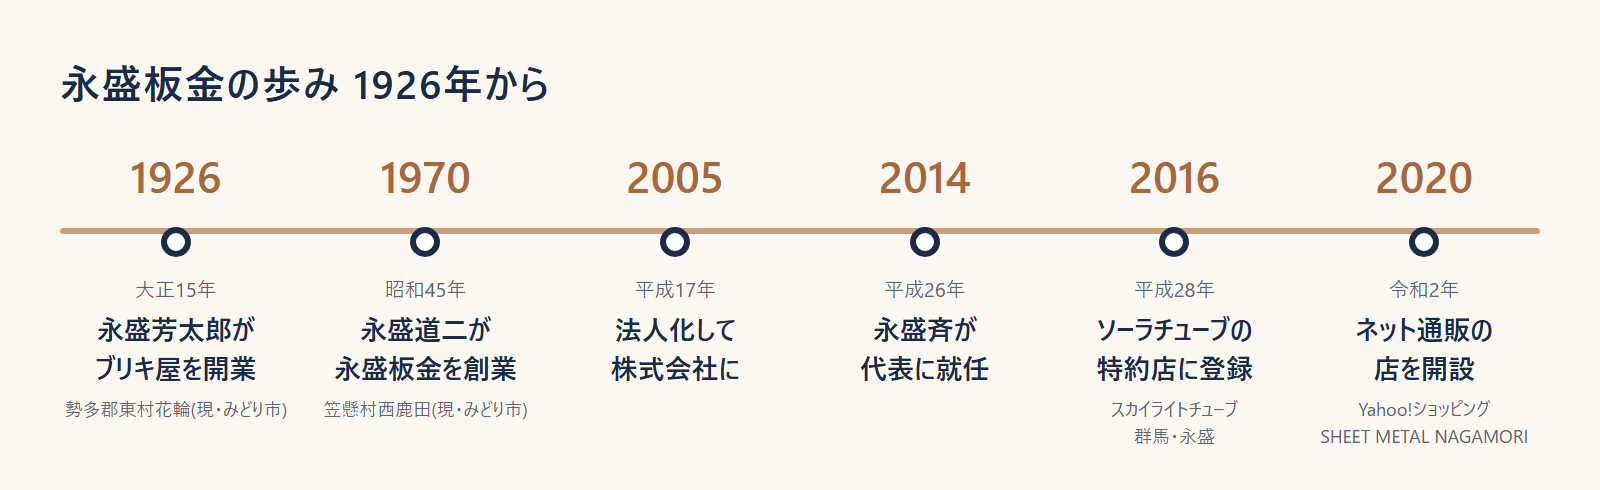 永盛板金の歩み 1926年から
1926
大正15年
永盛芳太郎が
ブリキ屋を開業
勢多郡東村花輪(現・みどり市)
1970
昭和45年
永盛道二が
永盛板金を創業
笠懸村西鹿田(現・みどり市)
2005
平成17年
法人化して
株式会社に
2014
平成26年
永盛斉が
代表に就任
2016
平成28年
ソーラチューブの
特約店に登録
スカイライトチューブ
群馬・永盛
2020
令和2年
ネット通販の
店を開設
Yahoo!ショッピング
SHEET METAL NAGAMORI